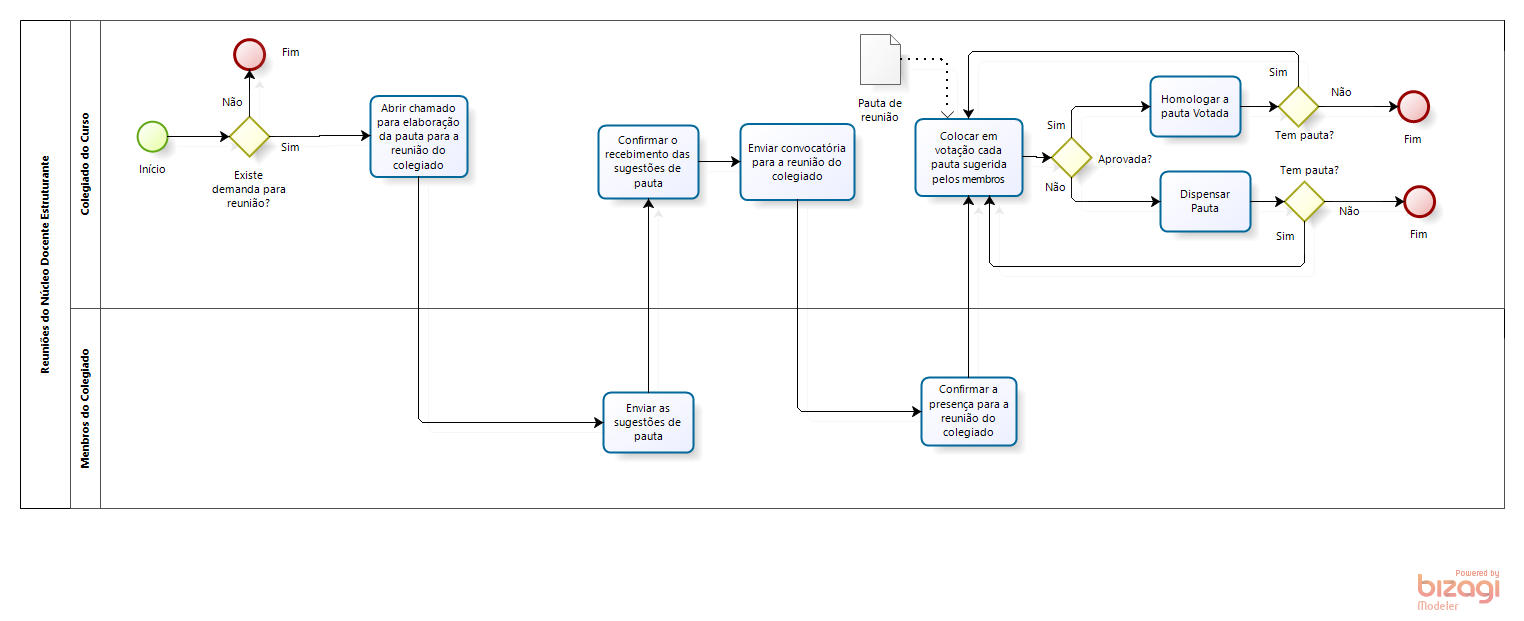 Reuniões do Núcleo Docente Estruturante
Colegiado do Curso
Menbros do Colegiado
Início
Fim
Não
Sim
Existe
demanda para
reunião?
Abrir chamado
para elaboração
da pauta para a
reunião do
colegiado
Enviar as
sugestões de
pauta
Confirmar o
recebimento das
sugestões de
pauta
Enviar convocatória
para a reunião do
colegiado
Confirmar a
presença para a
reunião do
colegiado
Pauta de
reunião
Colocar em
votação cada
pauta sugerida
pelos membros
Sim
Aprovada?
Não
Homologar a
pauta Votada
Sim
Não
Tem pauta?
Fim
Dispensar
Pauta
Tem pauta?
Não
Sim
Fim
Powered by
bizagi
Modeler